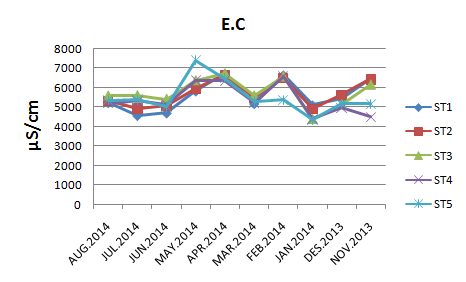 E.C
µS/cm
8000
7000
6000
5000
4000
3000
2000
1000
0
AUG.2014
JUL.2014
JUN.2014
MAY.2014
APR.2014
MAR.2014
FEB.2014
JAN.2014
DES.2013
NOV.2013
ST1
ST2
ST3
ST4
ST5